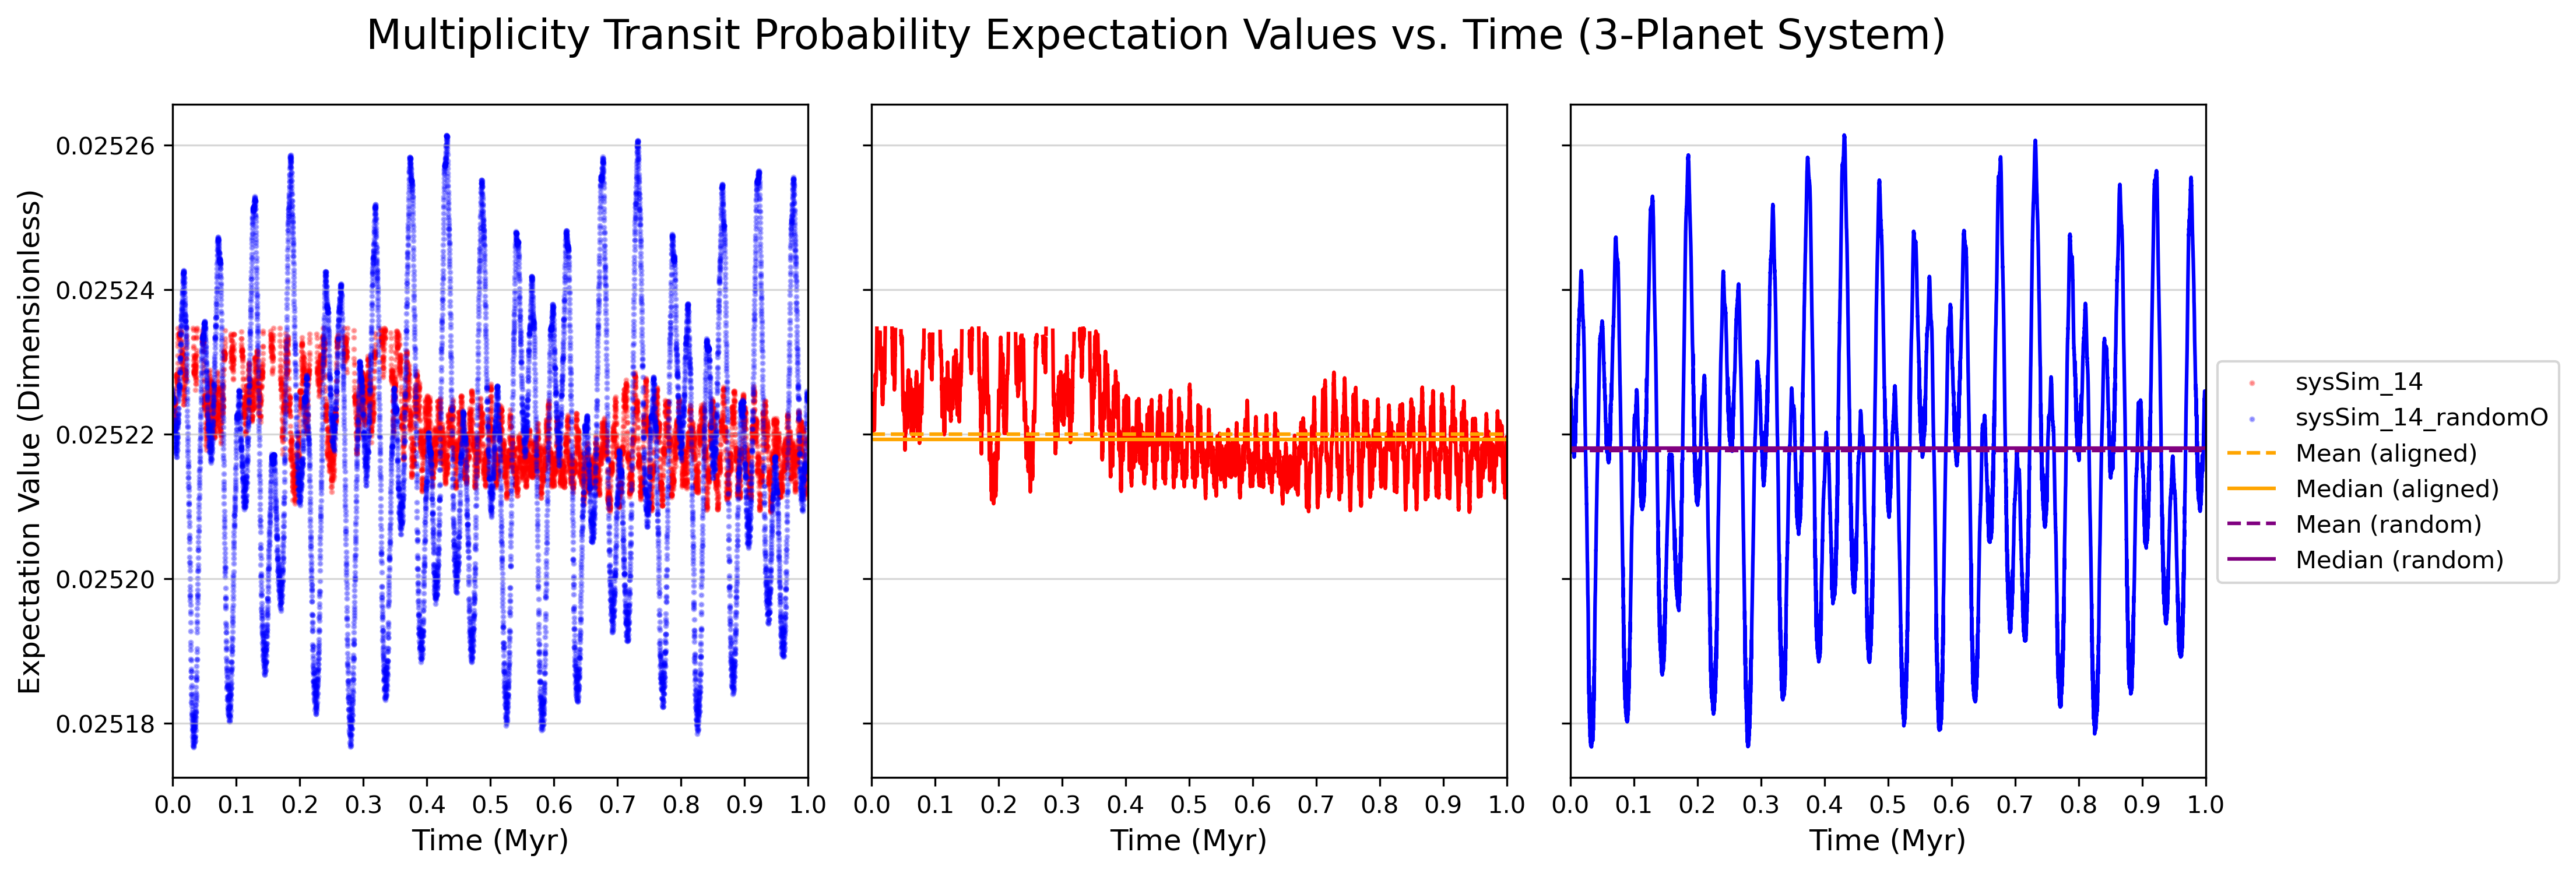 Multiplicity Transit Probability Expectation Values vs. Time (3-Planet System)
Expectation Value (Dimensionless)
0.02526
0.02524
0.02522
0.02520
0.02518
0.0 0.1 0.2 0.3 0.4 0.5 0.6 0.7 0.8 0.9 1.0
Time (Myr)
0.0 0.1 0.2 0.3 0.4 0.5 0.6 0.7 0.8 0.9 1.0
Time (Myr)
0.0 0.1 0.2 0.3 0.4 0.5 0.6 0.7 0.8 0.9 1.0
Time (Myr)
sysSim_14
sysSim_14_randomO
Mean (aligned)
Median (aligned)
Mean (random)
Median (random)